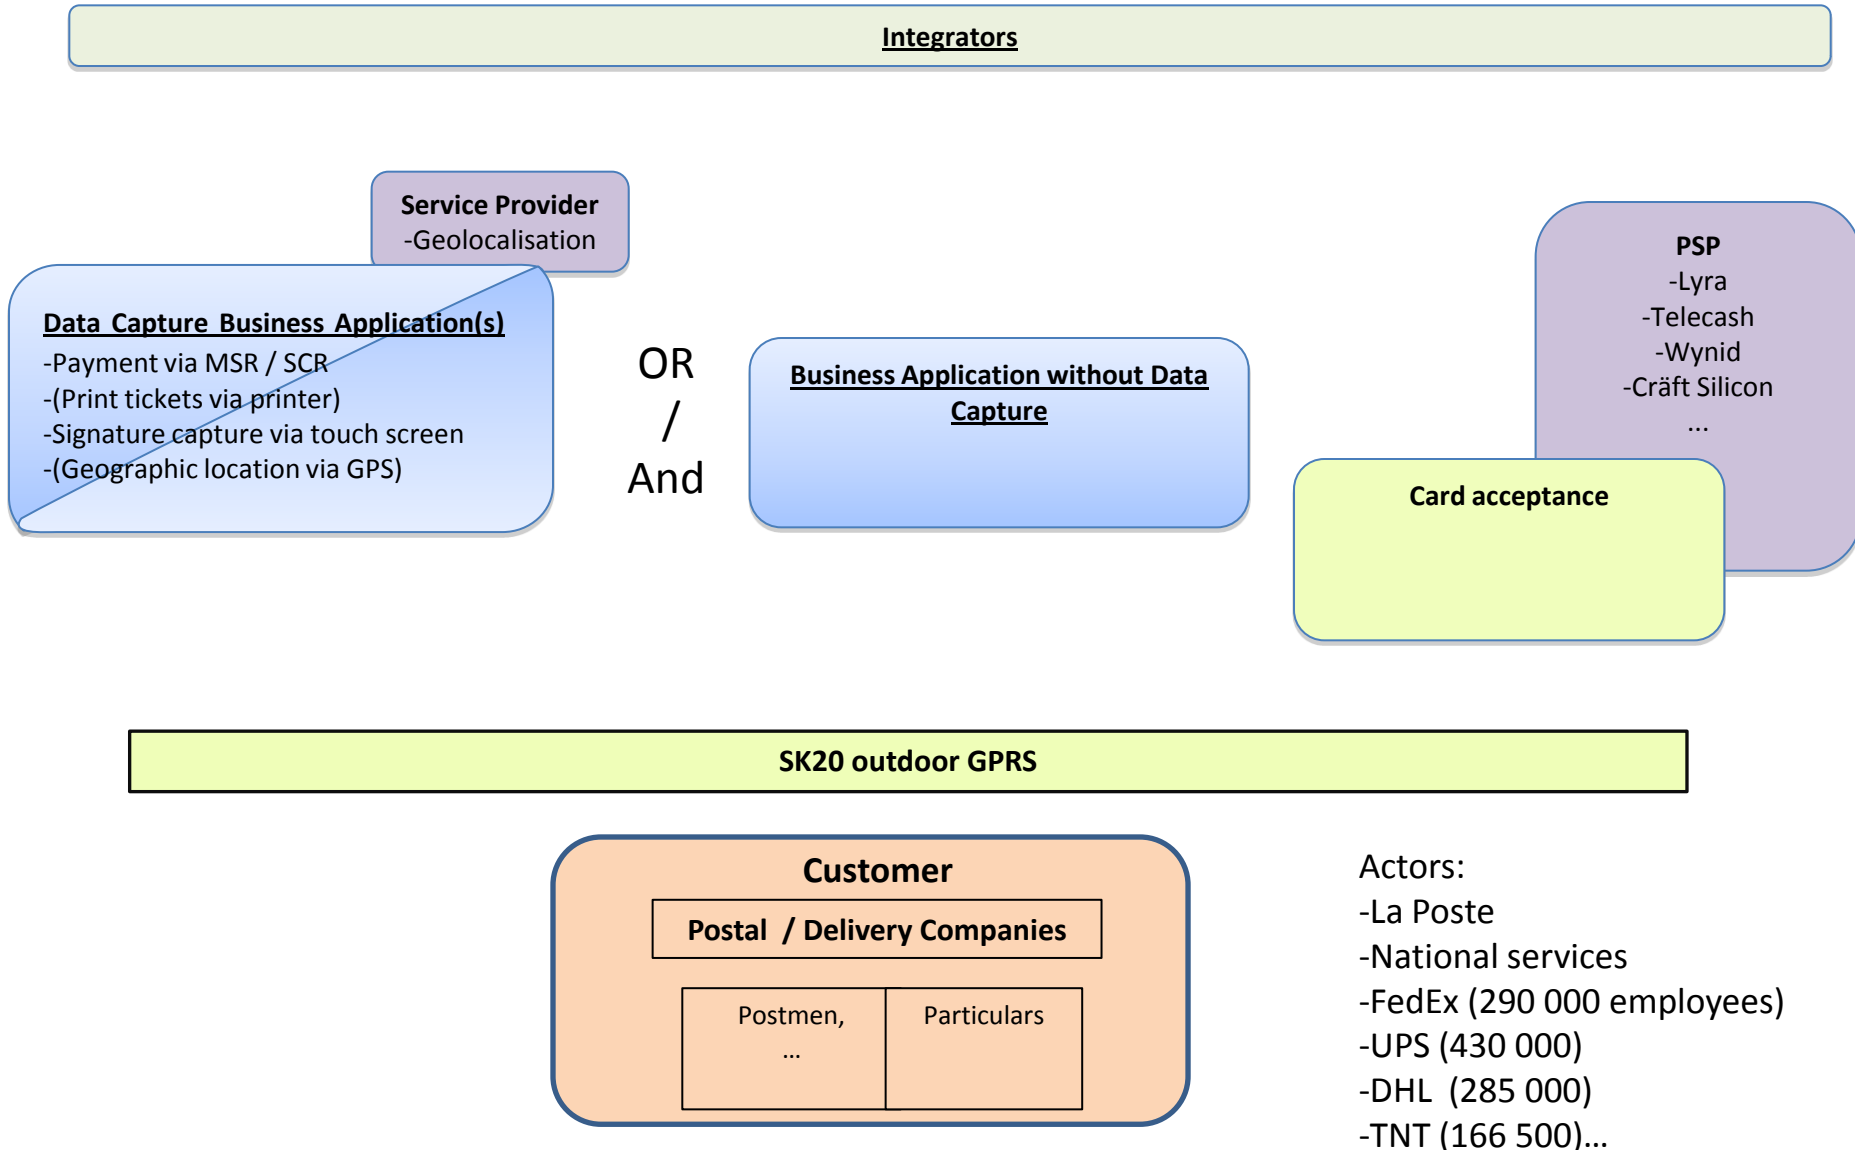 Integrators
Service Provider
-Geolocalisation
Data Capture Business Application(s)
-Payment via MSR / SCR
-(Print tickets via printer)
-Signature capture via touch screen
-(Geographic location via GPS)
OR
/
And
Business Application without Data
Capture
PSP
-Lyra
-Telecash
-Wynid
-Cräft Silicon
...
Card acceptance
SK20 outdoor GPRS
Customer
Postal / Delivery Companies
Postmen,
...
Particulars
Actors:
-La Poste
-National services
-FedEx (290 000 employees)
-UPS (430 000)
-DHL (285 000)
-TNT (166 500)...